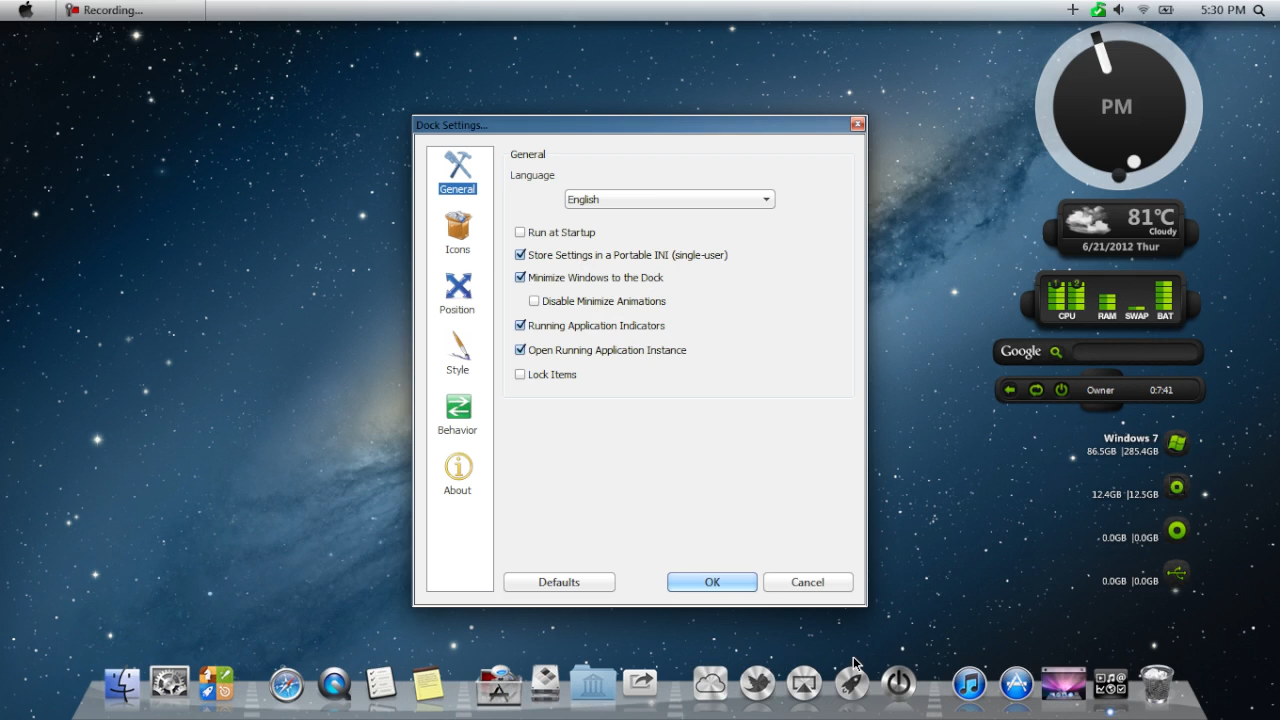 Recording...
5:30 PM
PM
81℃
Cloudy
6/21/2012 Thur
1 2
CPU RAM SWAP BAT
Google
Owner 0:7:41
Windows 7
86.5GB |285.4GB
12.4GB |12.5GB
0.0GB |0.0GB
0.0GB |0.0GB
Dock Settings...
General
Icons
Position
Style
Behavior
About
General
Language
English
Run at Startup
Store Settings in a Portable INI (single-user)
Minimize Windows to the Dock
Disable Minimize Animations
Running Application Indicators
Open Running Application Instance
Lock Items
Defaults OK Cancel